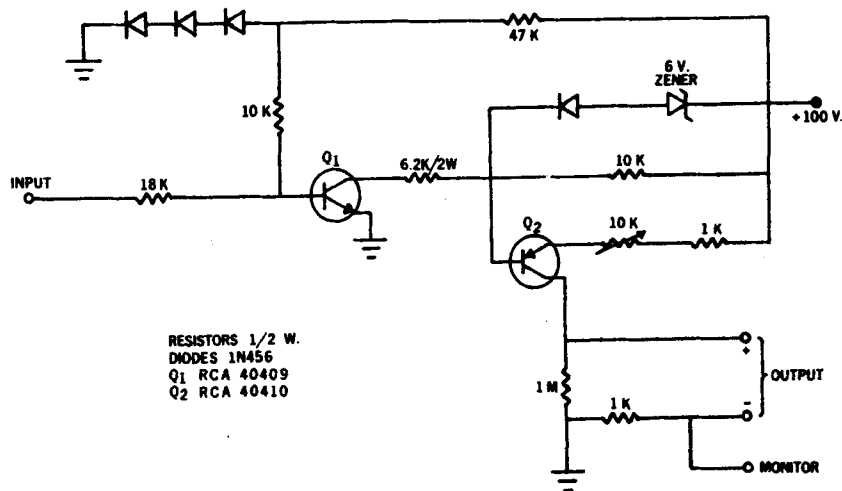 47 K
6 V.
ZENER
10 K
+100 V.
Q1
6.2K/2W
10 K
INPUT
18 K
Q2
10 K
1 K
RESISTORS 1/2 W.
DIODES 1N456
Q1 RCA 40409
Q2 RCA 40410
+
1 M
OUTPUT
1 K
-
MONITOR